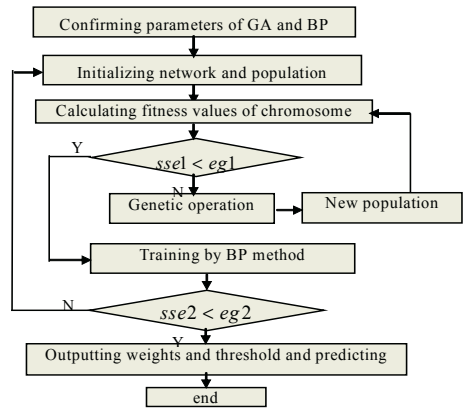 Confirming parameters of GA and BP
Initializing network and population
Calculating fitness values of chromosome
Y
sse1 < eg1
N
Genetic operation
New population
Training by BP method
N
sse2 < eg2
Y
Outputting weights and threshold and predicting
end